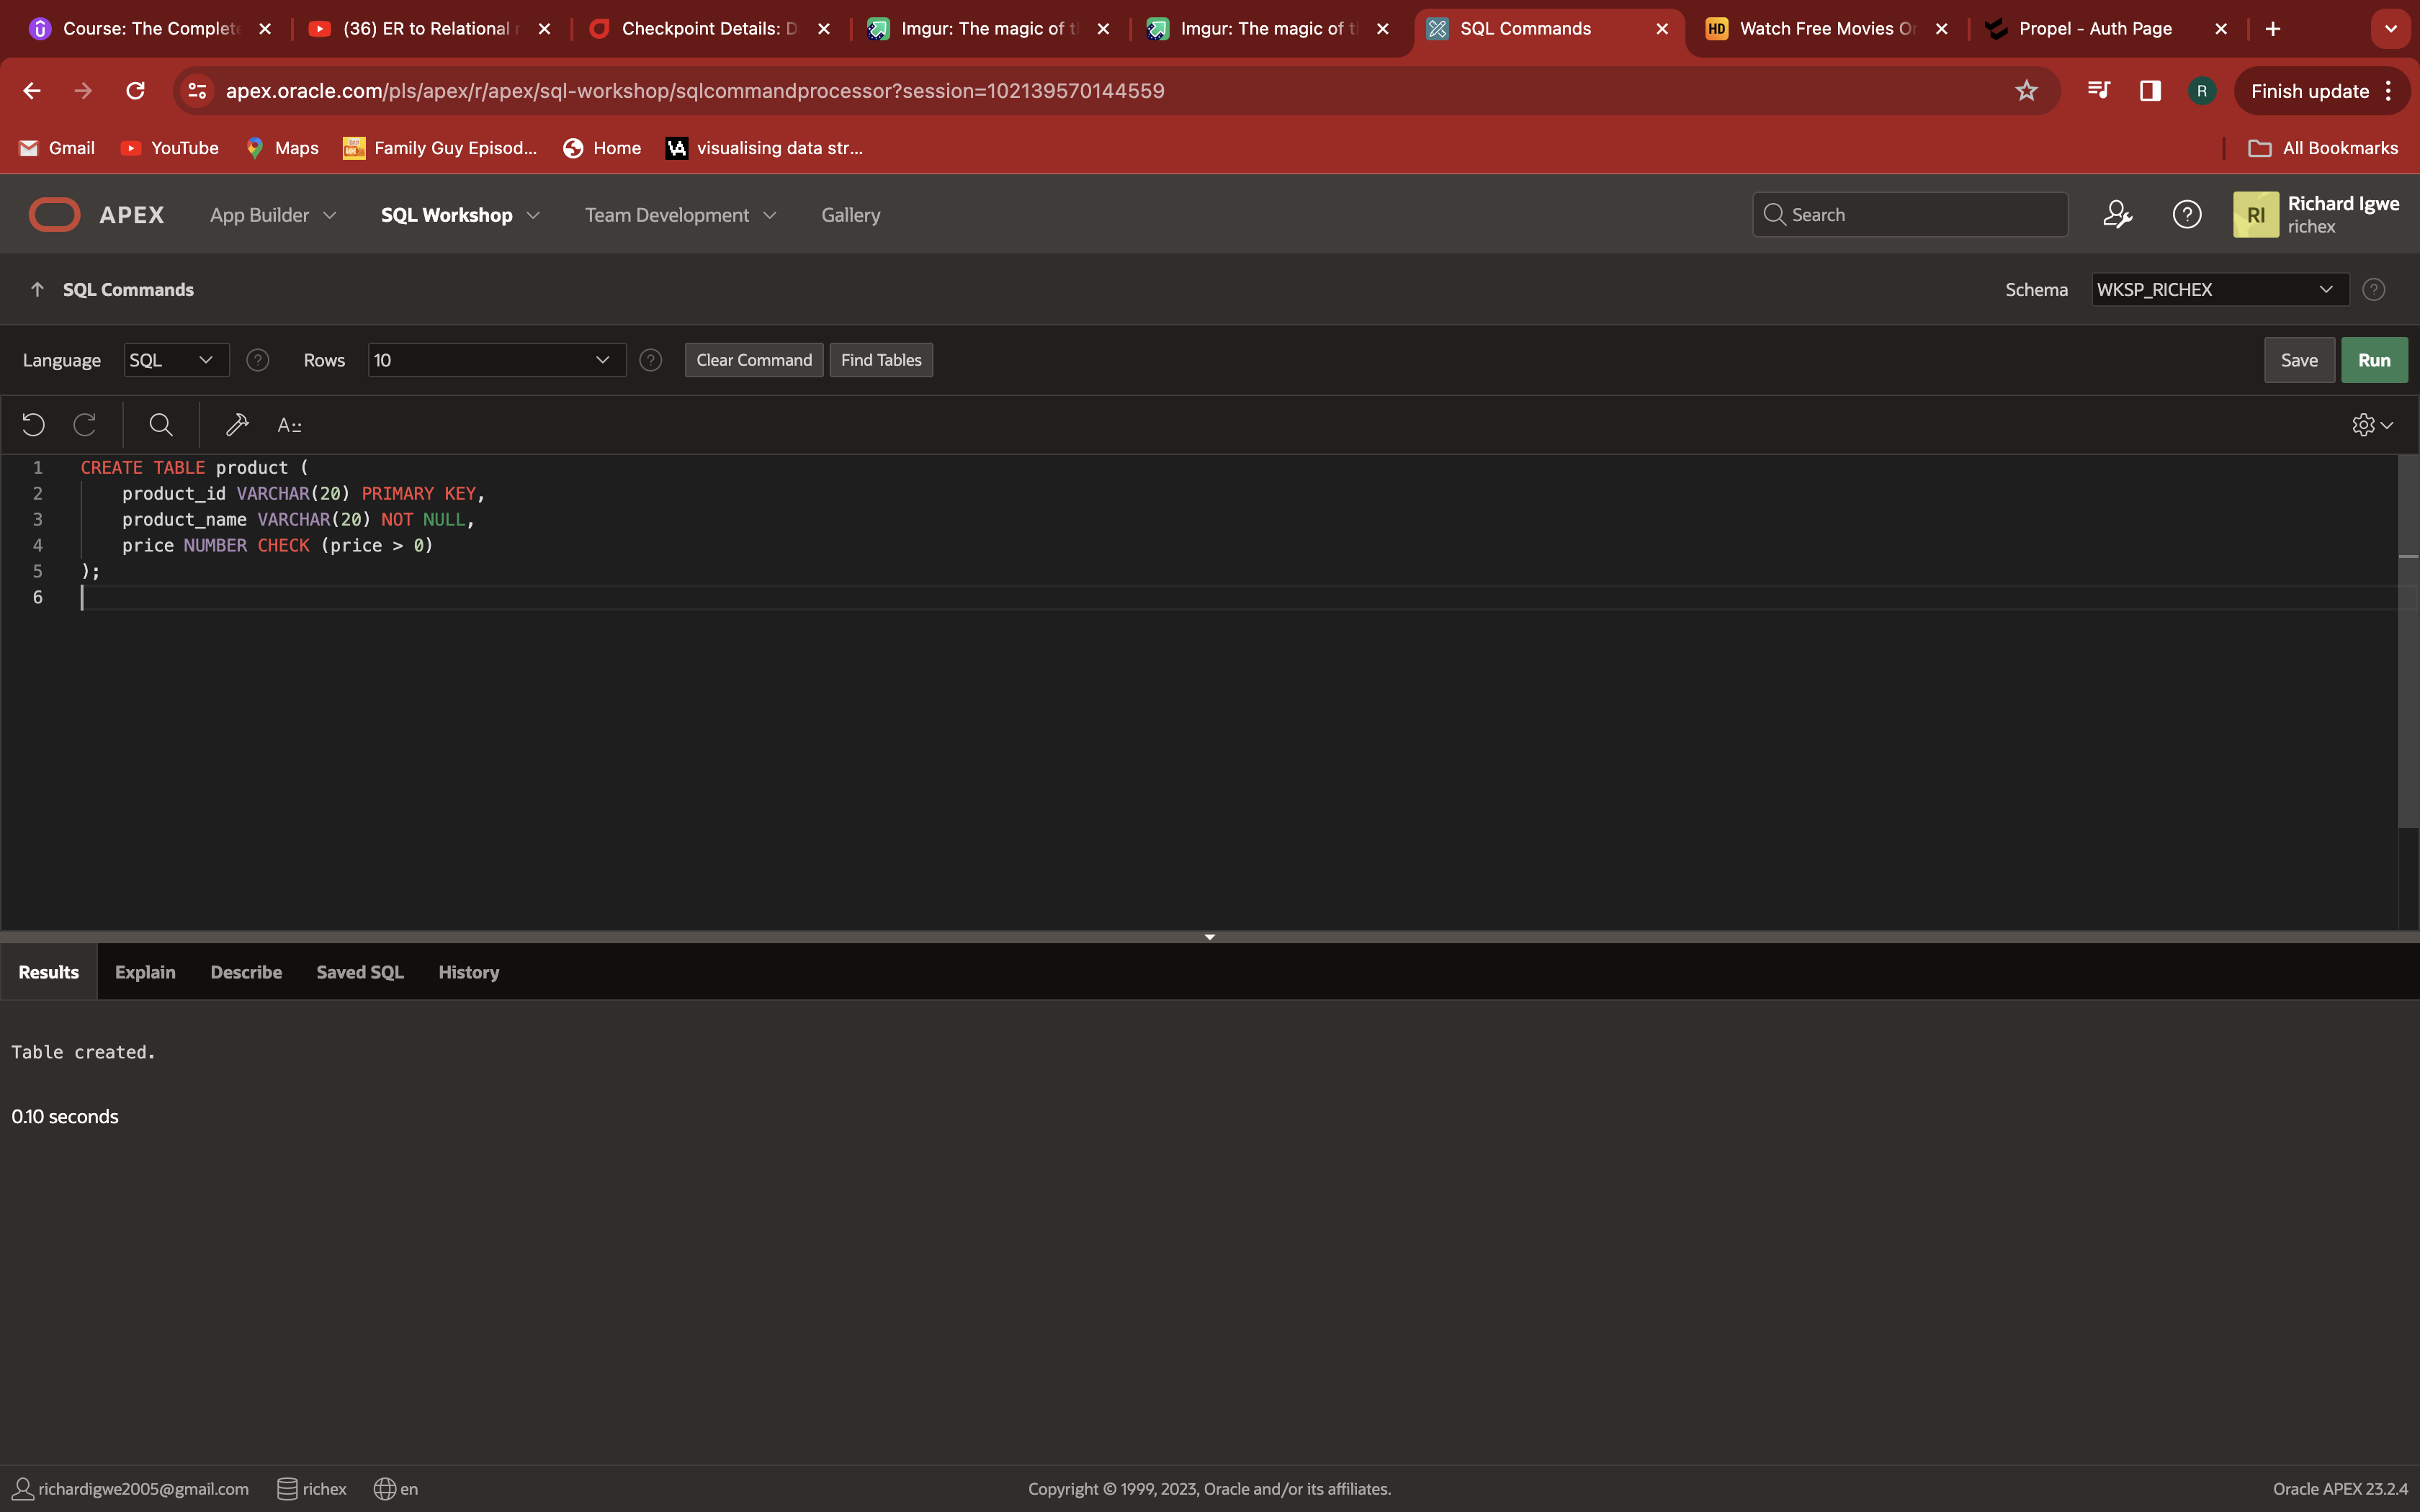 Course: The Complete
(36) ER to Relational
Checkpoint Details: D
Imgur: The magic of t
Imgur: The magic of t
SQL Commands
HD
Watch Free Movies
Propel - Auth Page
apex.oracle.com/pls/apex/r/apex/sql-workshop/sqlcommandprocessor?session=102139570144559
R
Finish update
Gmail
YouTube
Maps
Family Guy Episod...
Home
visualising data str...
All Bookmarks
APEX
App Builder
SQL Workshop
Team Development
Gallery
Search
RI
Richard Igwe
richex
SQL Commands
Schema
WKSP_RICHEX
Language
SQL
Rows
10
Clear Command
Find Tables
Save
Run
1 CREATE TABLE product (
2 product_id VARCHAR(20) PRIMARY KEY,
3 product_name VARCHAR(20) NOT NULL,
4 price NUMBER CHECK (price > 0)
5 );
6
Results
Explain
Describe
Saved SQL
History
Table created.
0.10 seconds
richardigwe2005@gmail.com
richex
en
Copyright © 1999, 2023, Oracle and/or its affiliates.
Oracle APEX 23.2.4